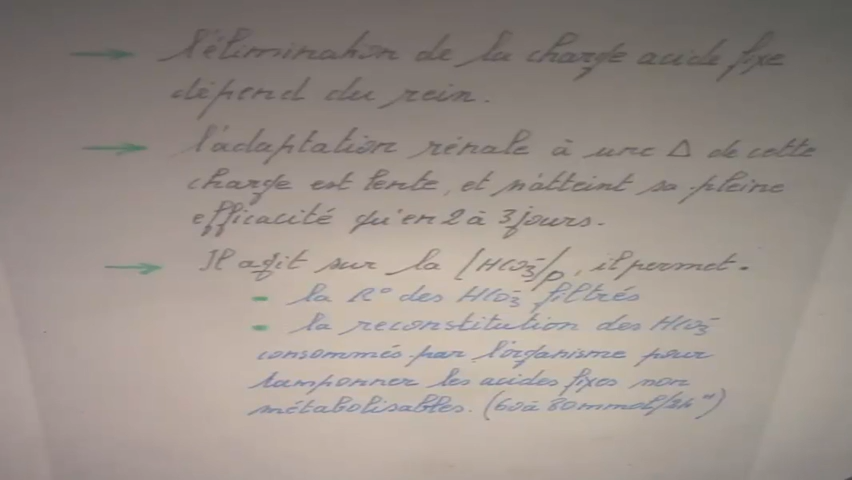 → l'élimination de la charge acide fixe
dépend du rein.
→ l'adaptation rénale à une Δ de cette
charge est lente, et n'atteint sa pleine
efficacité qu'en 2 à 3 jours.
→ Il agit sur la [HCO3-]p, il permet.
- la R° des HCO3- filtrés
- la reconstitution des HCO3-
consommés par l'organisme pour
tamponner les acides fixes non
métabolisables. (60 à 80 mmol/24h)